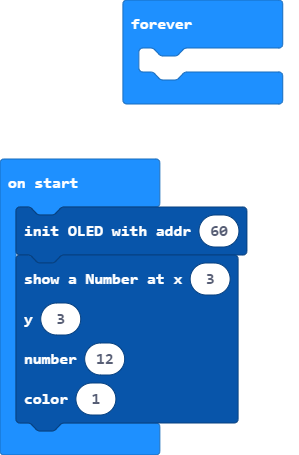 forever
on start
init OLED with addr 60
show a Number at x 3
y 3
number 12
color 1